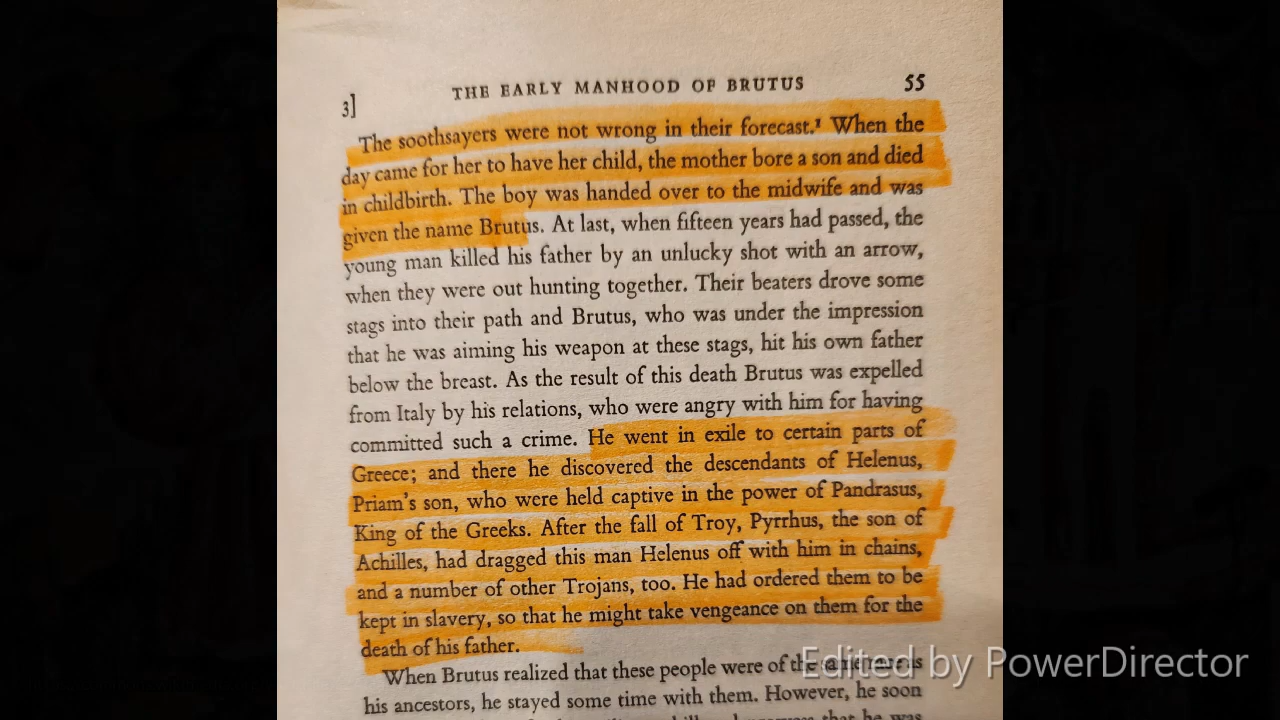 THE EARLY MANHOOD OF BRUTUS 55
3]
The soothsayers were not wrong in their forecast.¹ When the
day came for her to have her child, the mother bore a son and died
in childbirth. The boy was handed over to the midwife and was
given the name Brutus. At last, when fifteen years had passed, the
young man killed his father by an unlucky shot with an arrow,
when they were out hunting together. Their beaters drove some
stags into their path and Brutus, who was under the impression
that he was aiming his weapon at these stags, hit his own father
below the breast. As the result of this death Brutus was expelled
from Italy by his relations, who were angry with him for having
committed such a crime. He went in exile to certain parts of
Greece; and there he discovered the descendants of Helenus,
Priam's son, who were held captive in the power of Pandrasus,
King of the Greeks. After the fall of Troy, Pyrrhus, the son of
Achilles, had dragged this man Helenus off with him in chains,
and a number of other Trojans, too. He had ordered them to be
kept in slavery, so that he might take vengeance on them for the
death of his father.
When Brutus realized that these people were of the same race as
his ancestors, he stayed some time with them. However, he soon
that he was
Edited by PowerDirector